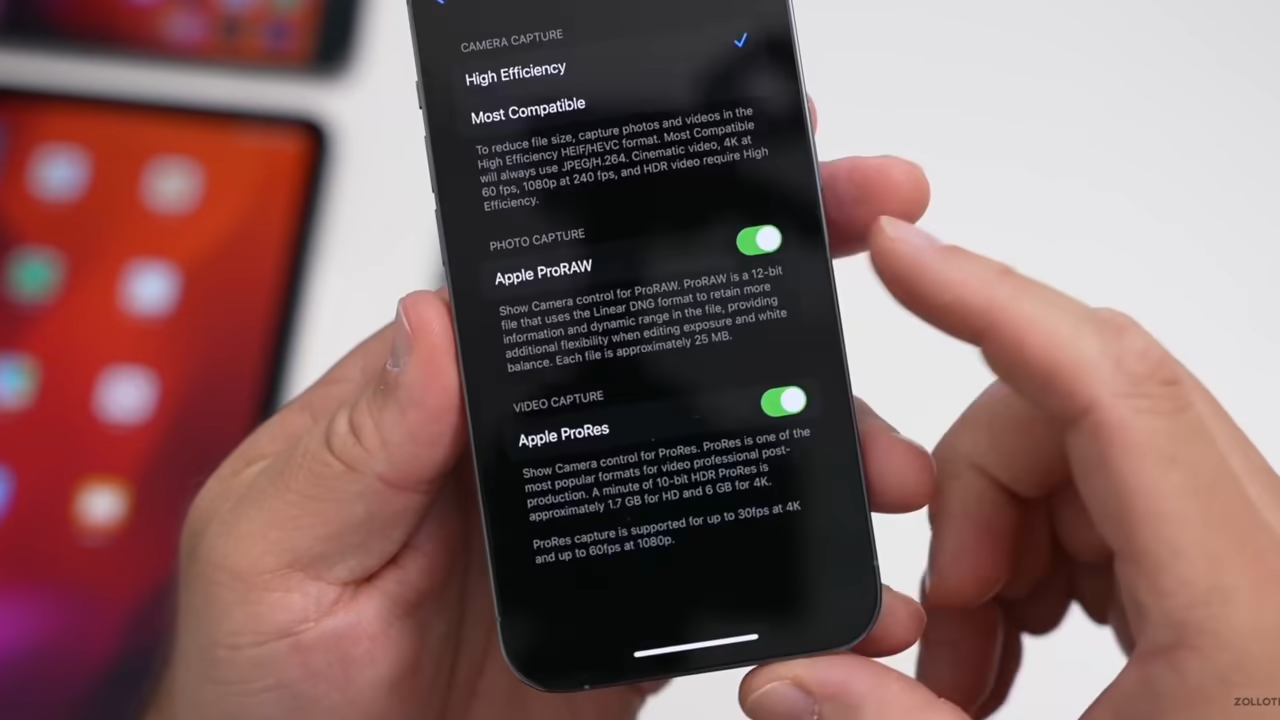 CAMERA CAPTURE
High Efficiency
Most Compatible
To reduce file size, capture photos and videos in the
High Efficiency HEIF/HEVC format. Most Compatible
will always use JPEG/H.264. Cinematic video, 4K at
60 fps, 1080p at 240 fps, and HDR video require High
Efficiency.
PHOTO CAPTURE
Apple ProRAW
Show Camera control for ProRAW. ProRAW is a 12-bit
file that uses the Linear DNG format to retain more
information and dynamic range in the file, providing
additional flexibility when editing exposure and white
balance. Each file is approximately 25 MB.
VIDEO CAPTURE
Apple ProRes
Show Camera control for ProRes. ProRes is one of the
most popular formats for video professional post-
production. A minute of 10-bit HDR ProRes is
approximately 1.7 GB for HD and 6 GB for 4K.
ProRes capture is supported for up to 30fps at 4K
and up to 60fps at 1080p.